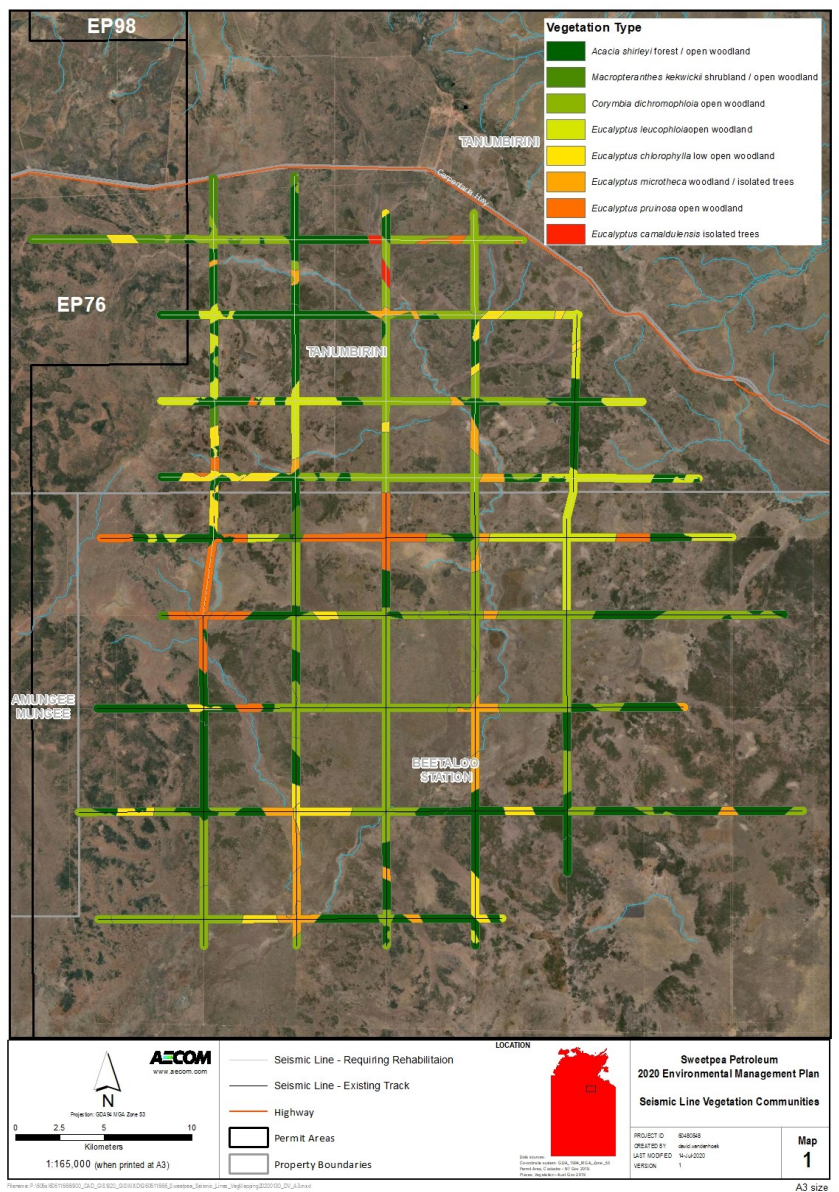 EP98
Vegetation Type
Acacia shirleyi forest / open woodland
Macropteranthes kekwickii shrubland / open woodland
Corymbia dichromophloia open woodland
Eucalyptus leucophloiaopen woodland
Eucalyptus chlorophylla low open woodland
Eucalyptus microtheca woodland / isolated trees
Eucalyptus pruinosa open woodland
Eucalyptus camaldulensis isolated trees
TANUMBIRINI
Carpentaria Hwy
EP76
TANUMBIRINI
AMUNGEE
MUNGEE
BEETALOO
STATION
N
AECOM
www.aecom.com
Projection: GDA94 MGA Zone 53
0 2.5 5 10
Kilometers
1:165,000 (when printed at A3)
Seismic Line - Requiring Rehabilitaion
Seismic Line - Existing Track
Highway
Permit Areas
Property Boundaries
LOCATION
Data sources:
Sweetpea Petroleum
2020 Environmental Management Plan
Seismic Line Vegetation Communities
PROJECT ID
CREATED BY
LAST MODIFIED 14-Jul-2020
VERSION 1
Map
1
A3 size